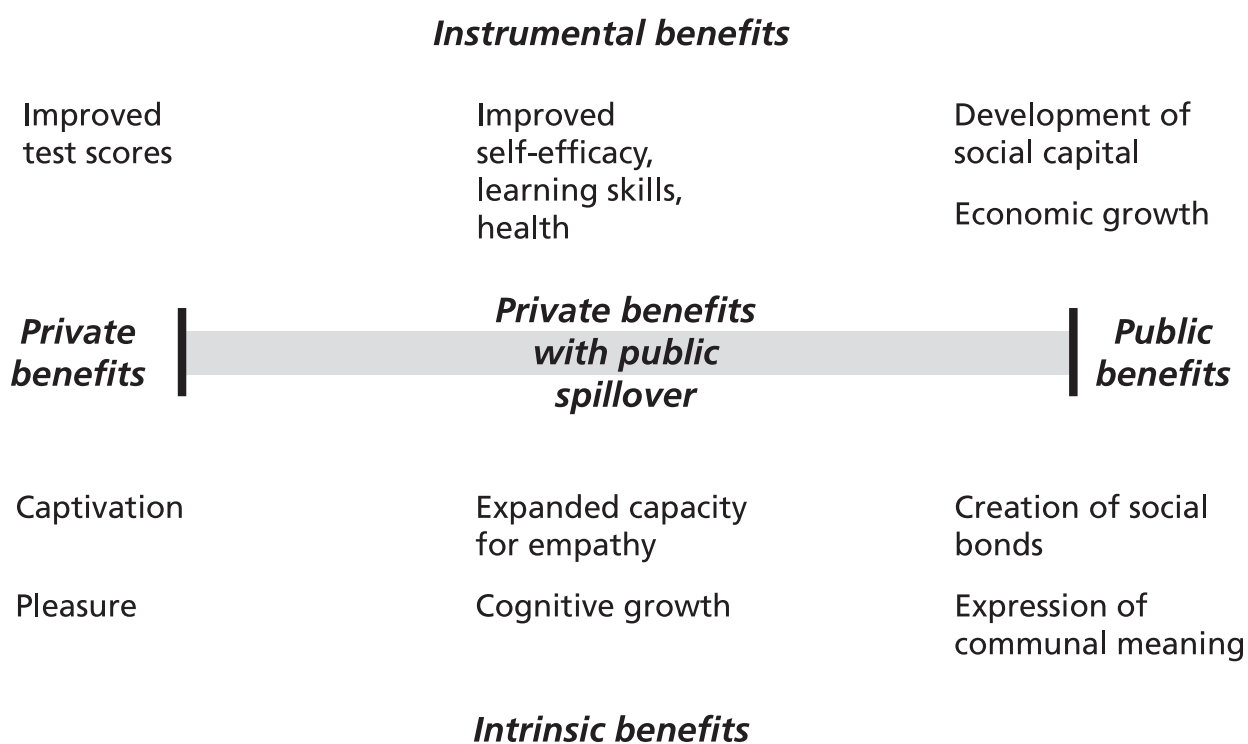 Instrumental benefits
Improved
test scores
Improved
self-efficacy,
learning skills,
health
Development of
social capital
Economic growth
Private
benefits
Private benefits
with public
spillover
Public
benefits
Captivation
Pleasure
Expanded capacity
for empathy
Cognitive growth
Creation of social
bonds
Expression of
communal meaning
Intrinsic benefits